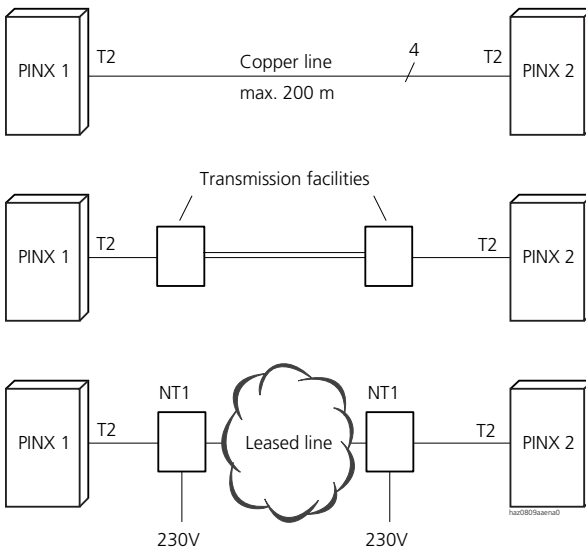 PINX 1
T2
Copper line
max. 200 m
4
T2
PINX 2
Transmission facilities
PINX 1
T2
T2
PINX 2
NT1
NT1
PINX 1
T2
Leased line
T2
PINX 2
haz0809aaena0
230V
230V